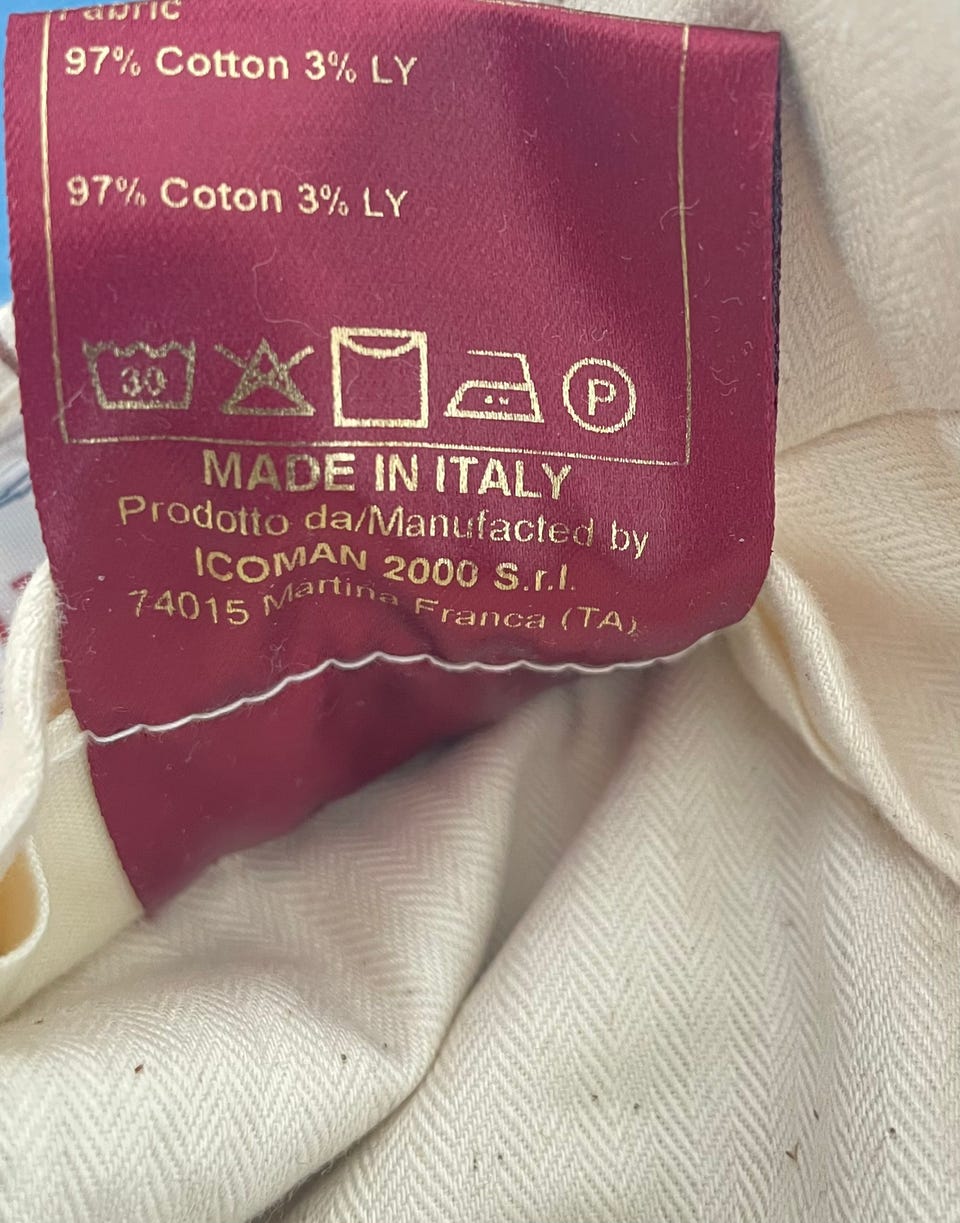 Fabric
97% Cotton 3% LY
97% Coton 3% LY
30 P
MADE IN ITALY
Prodotto da/Manufacted by
ICOMAN 2000 S.r.l.
74015 Martina Franca (TA)